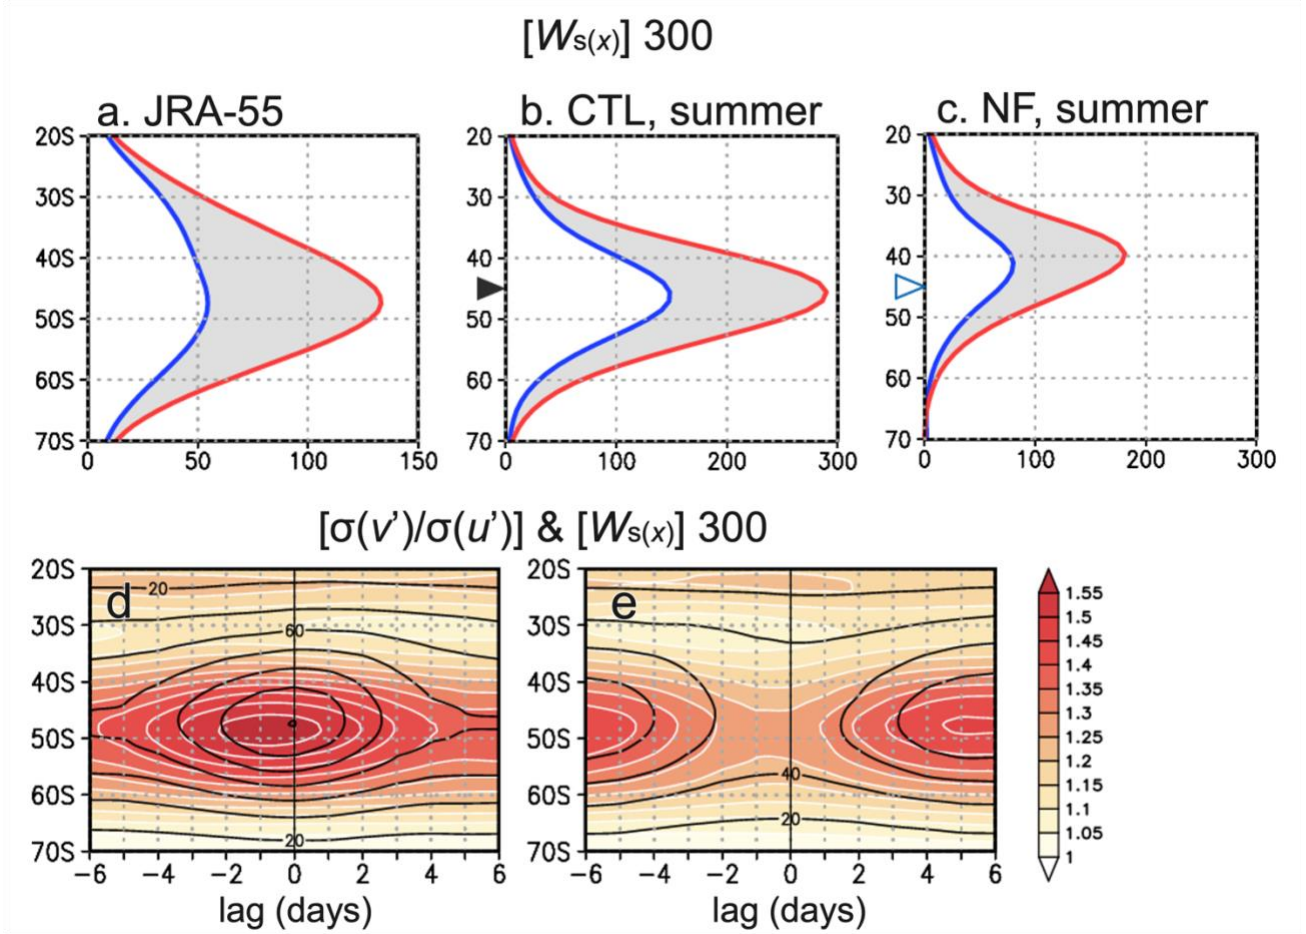 [Ws(x)] 300
a. JRA-55
b. CTL, summer
c. NF, summer
20S
30S
40S
50S
60S
70S
0 50 100 150
20
30
40
50
60
70
0 100 200 300
20
30
40
50
60
70
0 100 200 300
[σ(v’)/σ(u’)] & [Ws(x)] 300
20S
30S
40S
50S
60S
70S
d
20
60
20
−6 −4 −2 0 2 4 6
lag (days)
20S
30S
40S
50S
60S
70S
e
40
20
−6 −4 −2 0 2 4 6
lag (days)
1.55
1.5
1.45
1.4
1.35
1.3
1.25
1.2
1.15
1.1
1.05
1